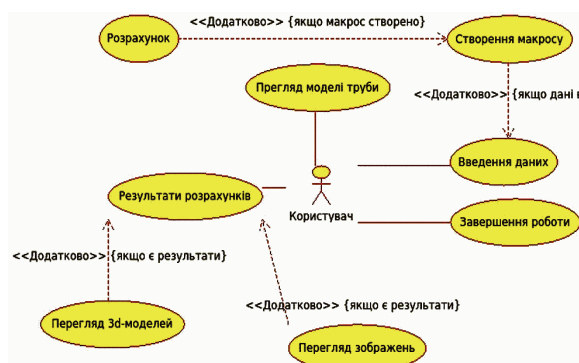 <<Додатково>> {якщо макрос створено}
Розрахунок
Створення макросу
Прегляд моделі труби
<<Додатково>> {якщо дані
Введення даних
Результати розрахунків
Користувач
Завершення роботи
<<Додатково>> {якщо є результати}
<<Додатково>> {якщо є результати}
Перегляд 3d-моделей
Перегляд зображень